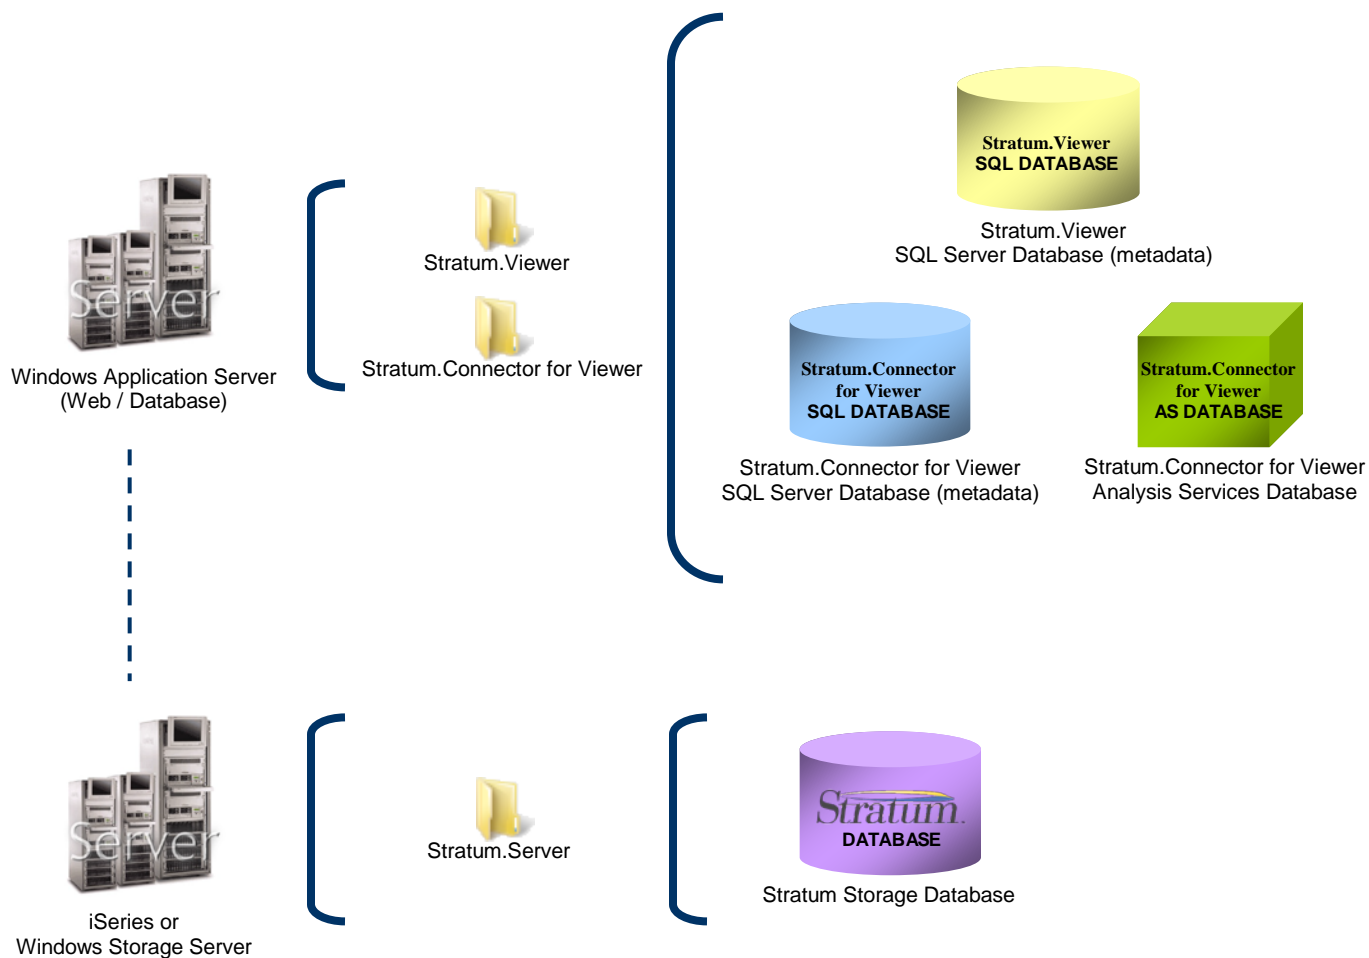 Stratum.Viewer
SQL DATABASE
Stratum.Viewer
SQL Server Database (metadata)
Server
Windows Application Server
(Web / Database)
Stratum.Viewer
Stratum.Connector for Viewer
Stratum.Connector
for Viewer
SQL DATABASE
Stratum.Connector for Viewer
SQL Server Database (metadata)
Stratum.Connector
for Viewer
AS DATABASE
Stratum.Connector for Viewer
Analysis Services Database
Server
iSeries or
Windows Storage Server
Stratum.Server
Stratum.
DATABASE
Stratum Storage Database